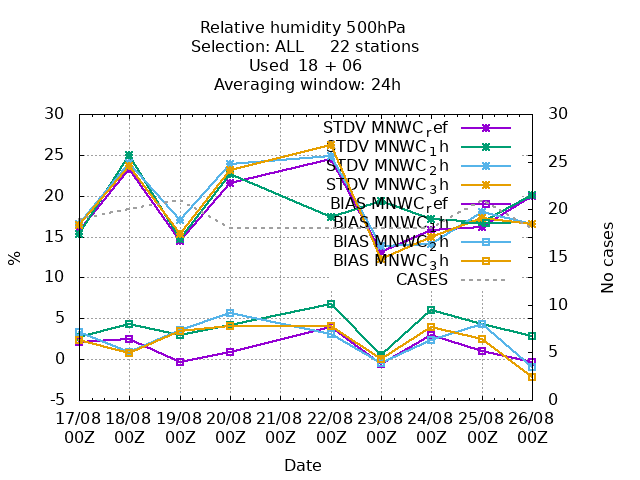 Relative humidity 500hPa
Selection: ALL 22 stations
Used 18 + 06
Averaging window: 24h
30 30
STDV MNWC_ref
STDV MNWC_1h
25 25
STDV MNWC_2h
STDV MNWC_3h
20 20
BIAS MNWC_ref
BIAS MNWC_1h
BIAS MNWC_2h
15 15
BIAS MNWC_3h
CASES
10 10
5 5
0
-5 0
%
No cases
17/08 18/08 19/08 20/08 21/08 22/08 23/08 24/08 25/08 26/08
00Z 00Z 00Z 00Z 00Z 00Z 00Z 00Z 00Z 00Z
Date